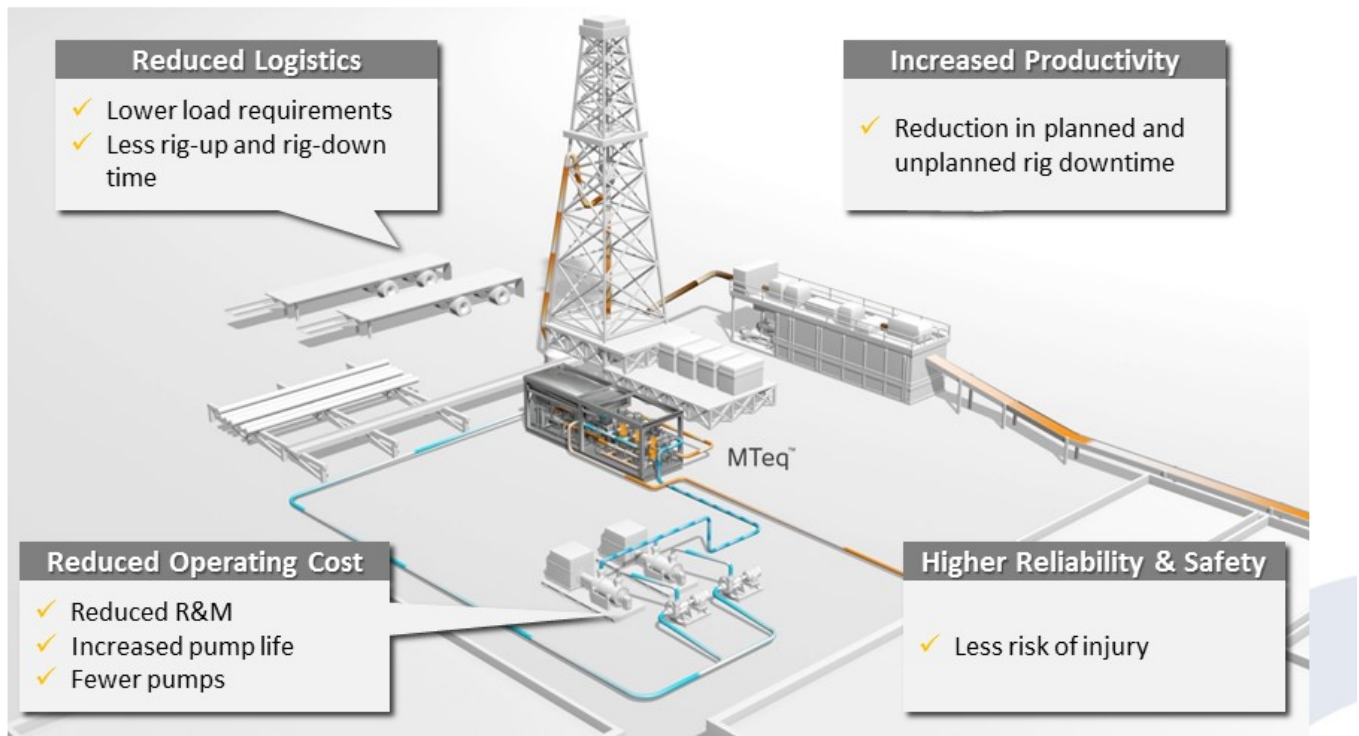 Reduced Logistics
Lower load requirements
Less rig-up and rig-down
time
Increased Productivity
Reduction in planned and
unplanned rig downtime
MTeq™
Reduced Operating Cost
Reduced R&M
Increased pump life
Fewer pumps
Higher Reliability & Safety
Less risk of injury